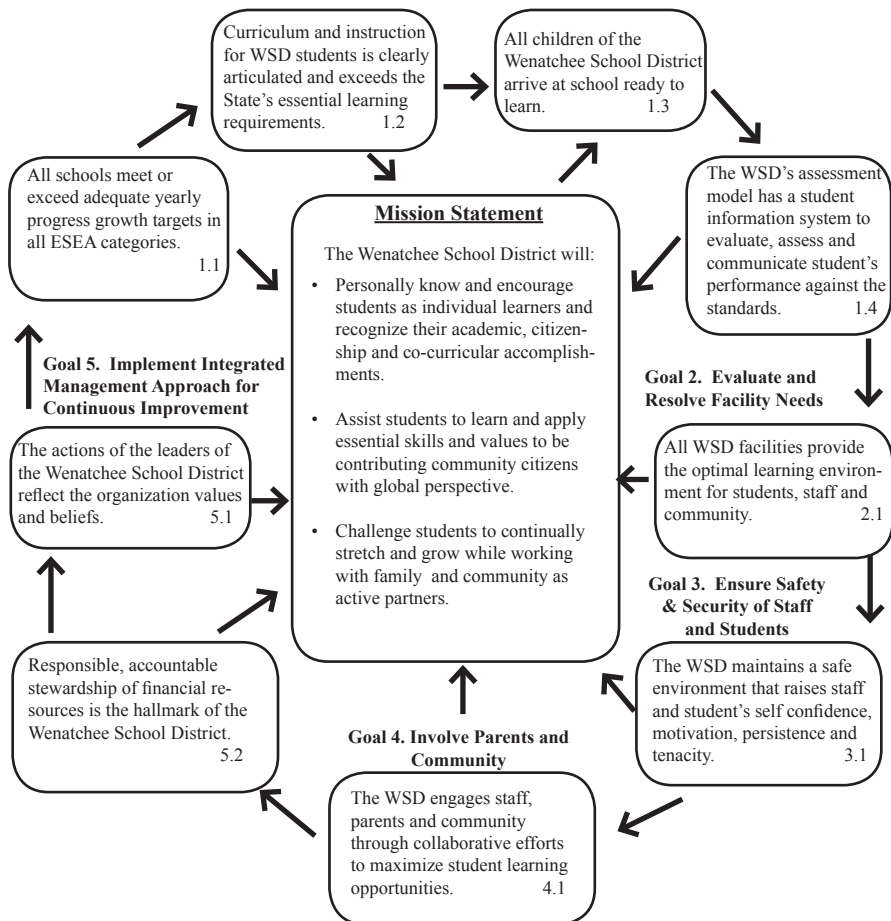 Curriculum and instruction
for WSD students is clearly
articulated and exceeds the
State’s essential learning
requirements. 1.2
All children of the
Wenatchee School District
arrive at school ready to
learn. 1.3
All schools meet or
exceed adequate yearly
progress growth targets in
all ESEA categories.
1.1
The WSD’s assessment
model has a student
information system to
evaluate, assess and
communicate student’s
performance against the
standards. 1.4
Mission Statement
The Wenatchee School District will:
• Personally know and encourage
students as individual learners and
recognize their academic, citizen-
ship and co-curricular accomplish-
ments.
• Assist students to learn and apply
essential skills and values to be
contributing community citizens
with global perspective.
• Challenge students to continually
stretch and grow while working
with family and community as
active partners.
Goal 5. Implement Integrated
Management Approach for
Continuous Improvement
The actions of the leaders of
the Wenatchee School District
reflect the organization values
and beliefs. 5.1
Goal 2. Evaluate and
Resolve Facility Needs
All WSD facilities provide
the optimal learning environ-
ment for students, staff and
community. 2.1
Goal 3. Ensure Safety
& Security of Staff
and Students
The WSD maintains a safe
environment that raises staff
and student’s self confidence,
motivation, persistence and
tenacity. 3.1
Responsible, accountable
stewardship of financial re-
sources is the hallmark of the
Wenatchee School District.
5.2
Goal 4. Involve Parents and
Community
The WSD engages staff,
parents and community
through collaborative efforts
to maximize student learning
opportunities. 4.1